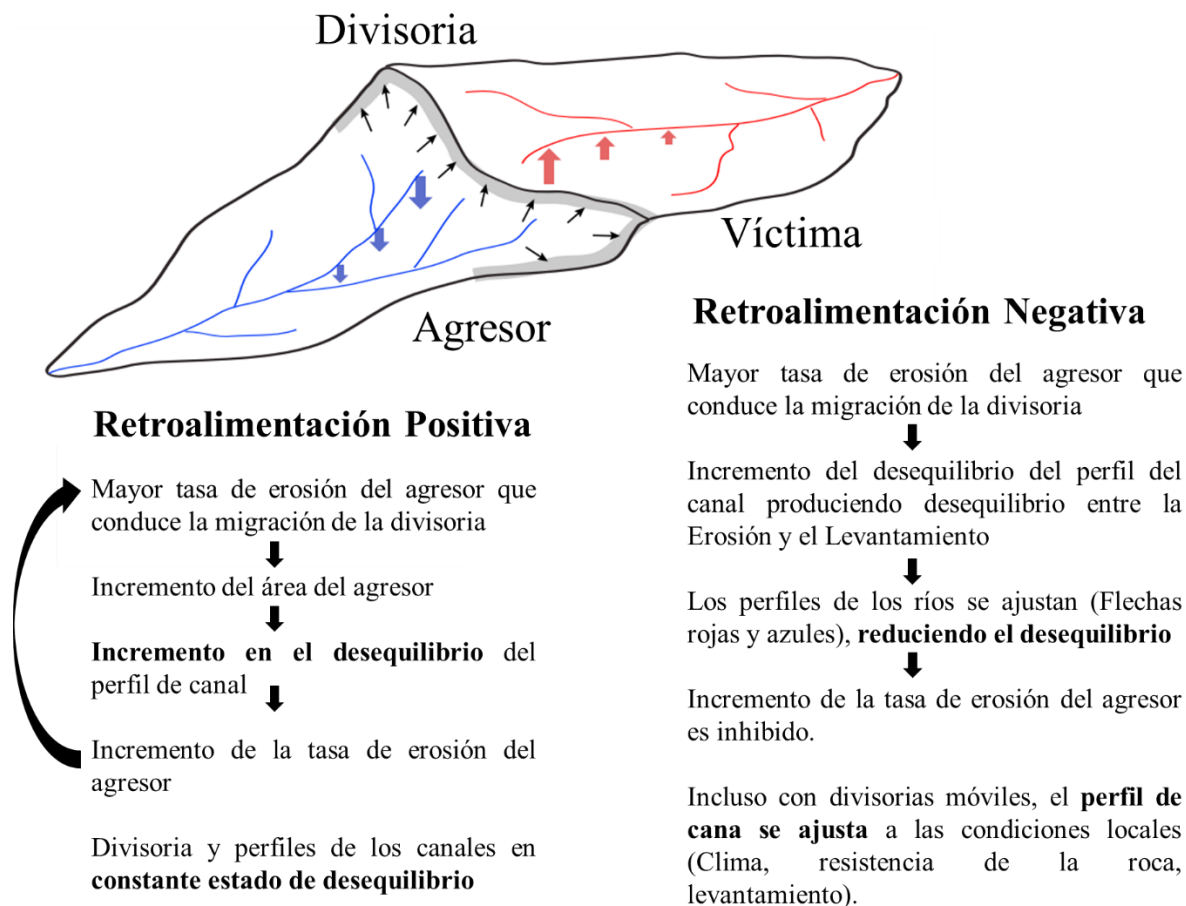 Divisoria
Víctima
Agresor
Retroalimentación Positiva
Mayor tasa de erosión del agresor que
conduce la migración de la divisoria
Incremento del área del agresor
Incremento en el desequilibrio del
perfil de canal
Incremento de la tasa de erosión del
agresor
Divisoria y perfiles de los canales en
constante estado de desequilibrio
Retroalimentación Negativa
Mayor tasa de erosión del agresor que
conduce la migración de la divisoria
Incremento del desequilibrio del perfil del
canal produciendo desequilibrio entre la
Erosión y el Levantamiento
Los perfiles de los ríos se ajustan (Flechas
rojas y azules), reduciendo el desequilibrio
Incremento de la tasa de erosión del agresor
es inhibido.
Incluso con divisorias móviles, el perfil de
cana se ajusta a las condiciones locales
(Clima, resistencia de la roca,
levantamiento).